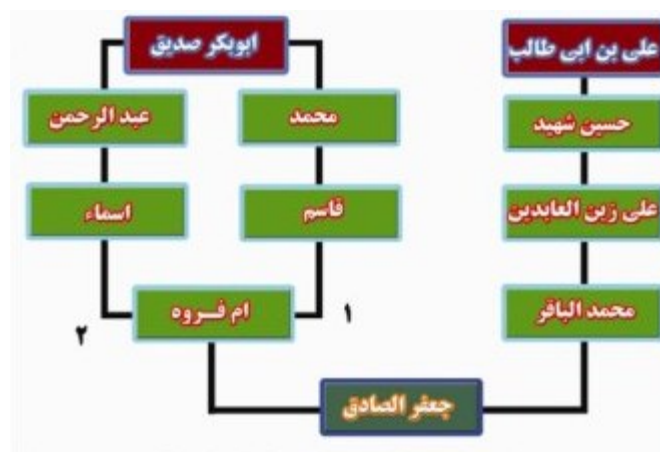 ابوبکر صدیق
علی بن ابی طالب
عبد الرحمن
محمد
حسین شهید
اسماء
قاسم
علی زین العابدین
ام فروه
۱
محمد الباقر
۲
جعفر الصادق